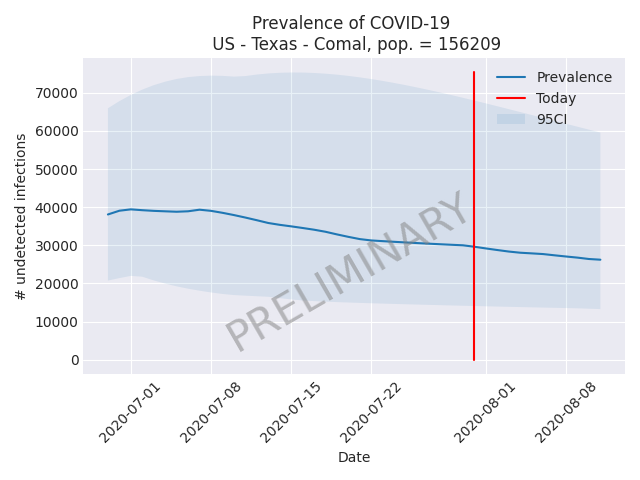 Prevalence of COVID-19
US - Texas - Comal, pop. = 156209
# undetected infections
70000
60000
50000
40000
30000
20000
10000
0
Prevalence
Today
95CI
PRELIMINARY
2020-07-01
2020-07-08
2020-07-15
2020-07-22
2020-08-01
2020-08-08
Date